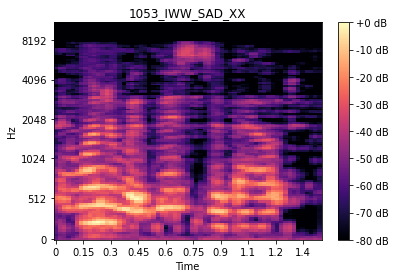 1053_IWW_SAD_XX
+0 dB
8192
-10 dB
4096
-20 dB
-30 dB
2048
Hz
-40 dB
1024
-50 dB
512
-60 dB
-70 dB
0
-80 dB
0 0.15 0.3 0.45 0.6 0.75 0.9 1.1 1.2 1.4
Time